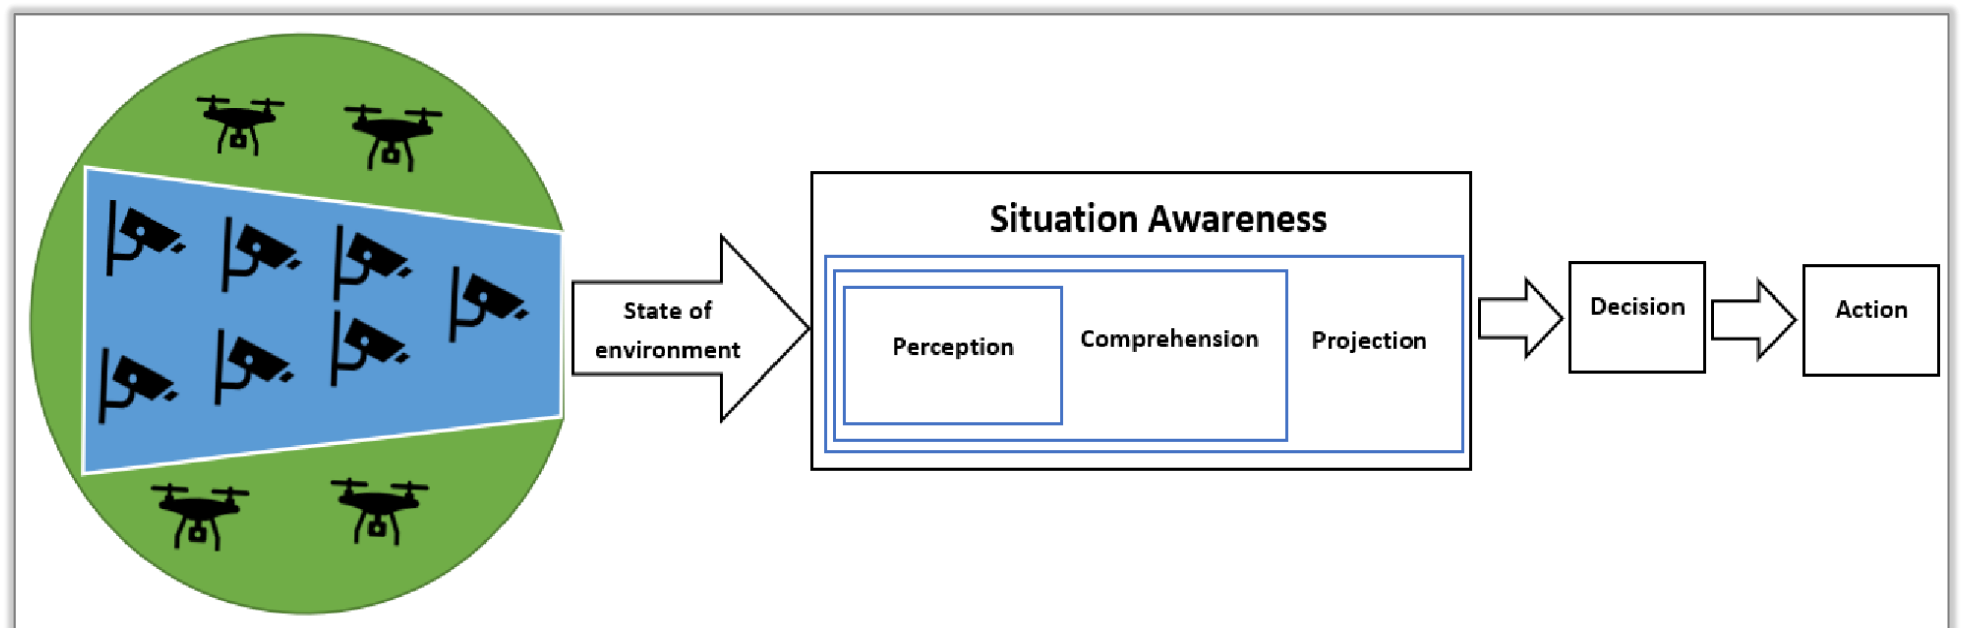 Situation Awareness
State of
environment
Perception
Comprehension
Projection
Decision
Action